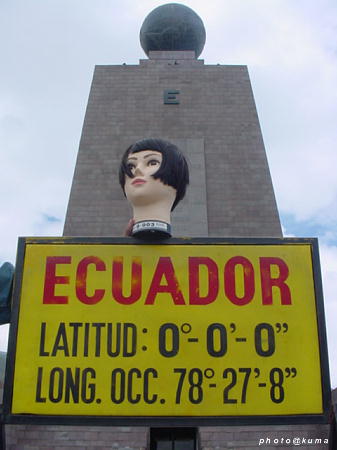 E
ECUADOR
LATITUD: 0°-0'-0"
LONG. OCC. 78°-27'-8"
photo@kuma